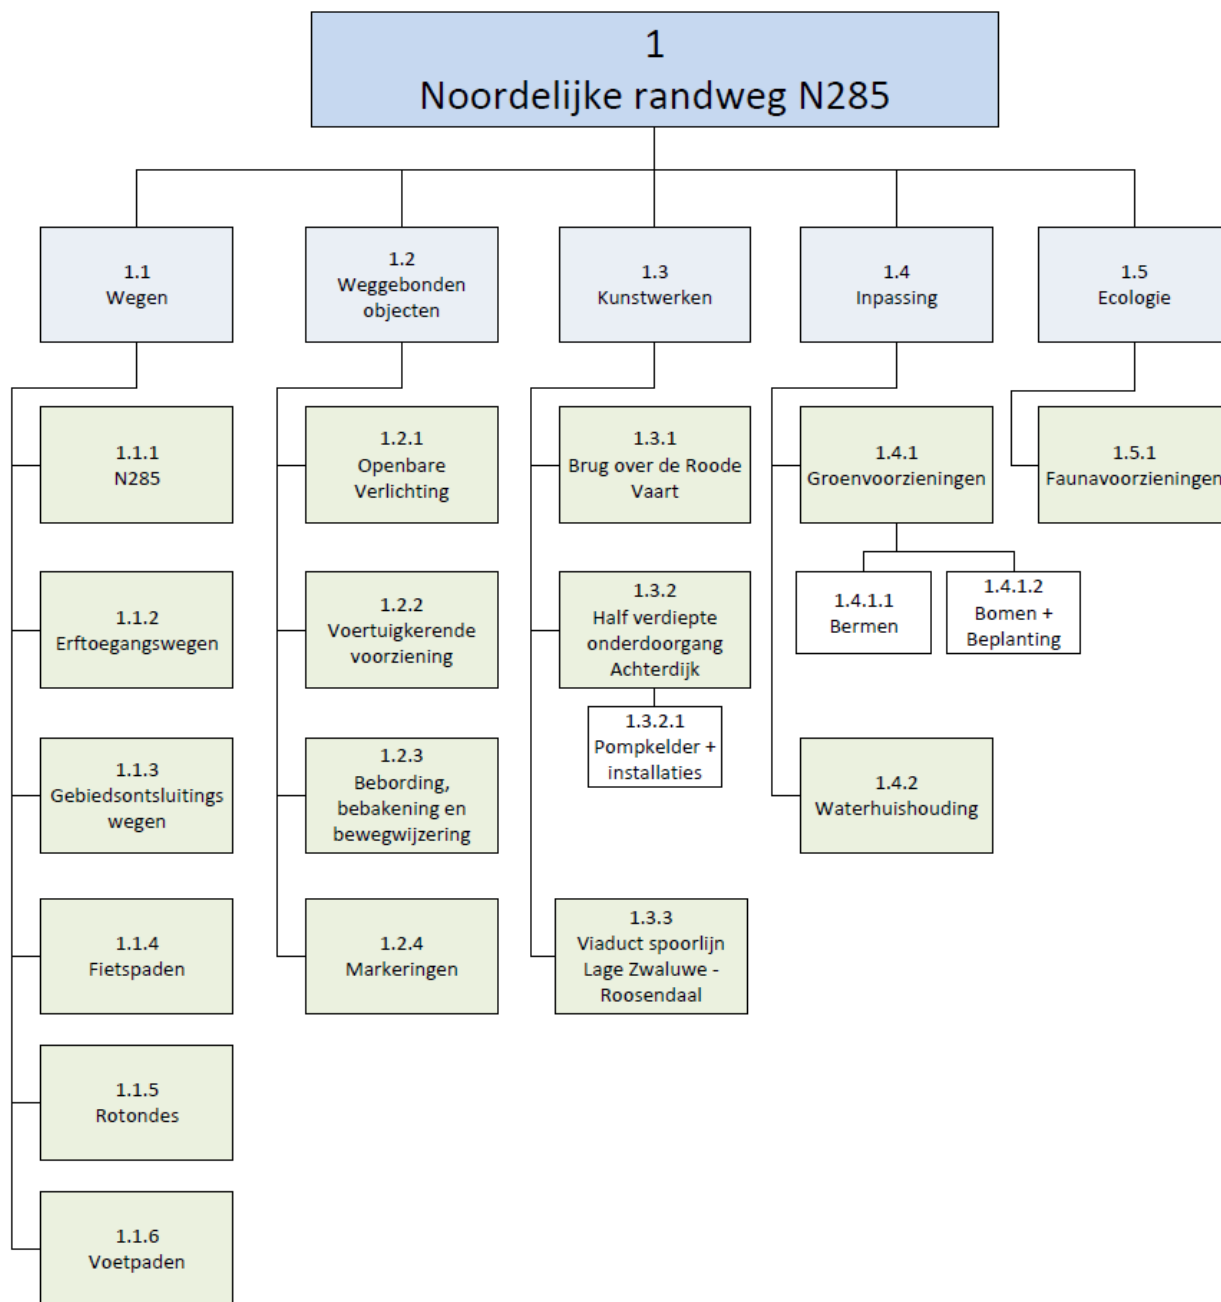 1
Noordelijke randweg N285
1.1
Wegen
1.2
Weggebonden
objecten
1.3
Kunstwerken
1.4
Inpassing
1.5
Ecologie
1.1.1
N285
1.2.1
Openbare
Verlichting
1.3.1
Brug over de Roode
Vaart
1.4.1
Groenvoorzieningen
1.5.1
Faunavoorzieningen
1.1.2
Erftoegangswegen
1.2.2
Voertuigkerende
voorziening
1.3.2
Half verdiepte
onderdoorgang
Achterdijk
1.4.1.1
Bermen
1.4.1.2
Bomen +
Beplanting
1.3.2.1
Pompkelder +
installaties
1.1.3
Gebiedsontsluitings
wegen
1.2.3
Bebording,
bebakening en
bewegwijzering
1.4.2
Waterhuishouding
1.1.4
Fietspaden
1.2.4
Markeringen
1.3.3
Viaduct spoorlijn
Lage Zwaluwe -
Roosendaal
1.1.5
Rotondes
1.1.6
Voetpaden